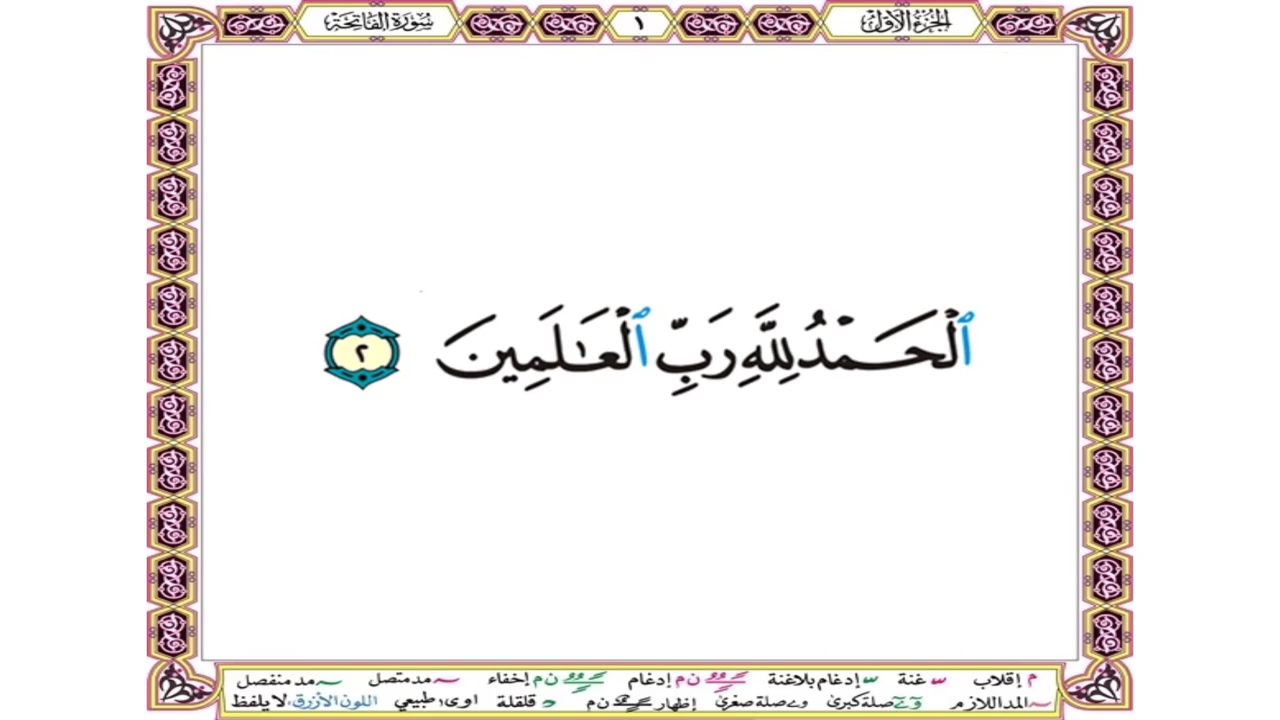 الجزء الأول ١ سورة الفاتحة
ٱلْحَمْدُ لِلَّهِ رَبِّ ٱلْعَـٰلَمِينَ ٢
م إقلاب س غنة س إدغام بلاغنة ن م إدغام ن م إخفاء مد متصل مد منفصل
المد اللازم صلة كبرى صلة صغرى إظهار ن م قلقلة اوى طبيعي اللون الأزرق: لا يلفظ